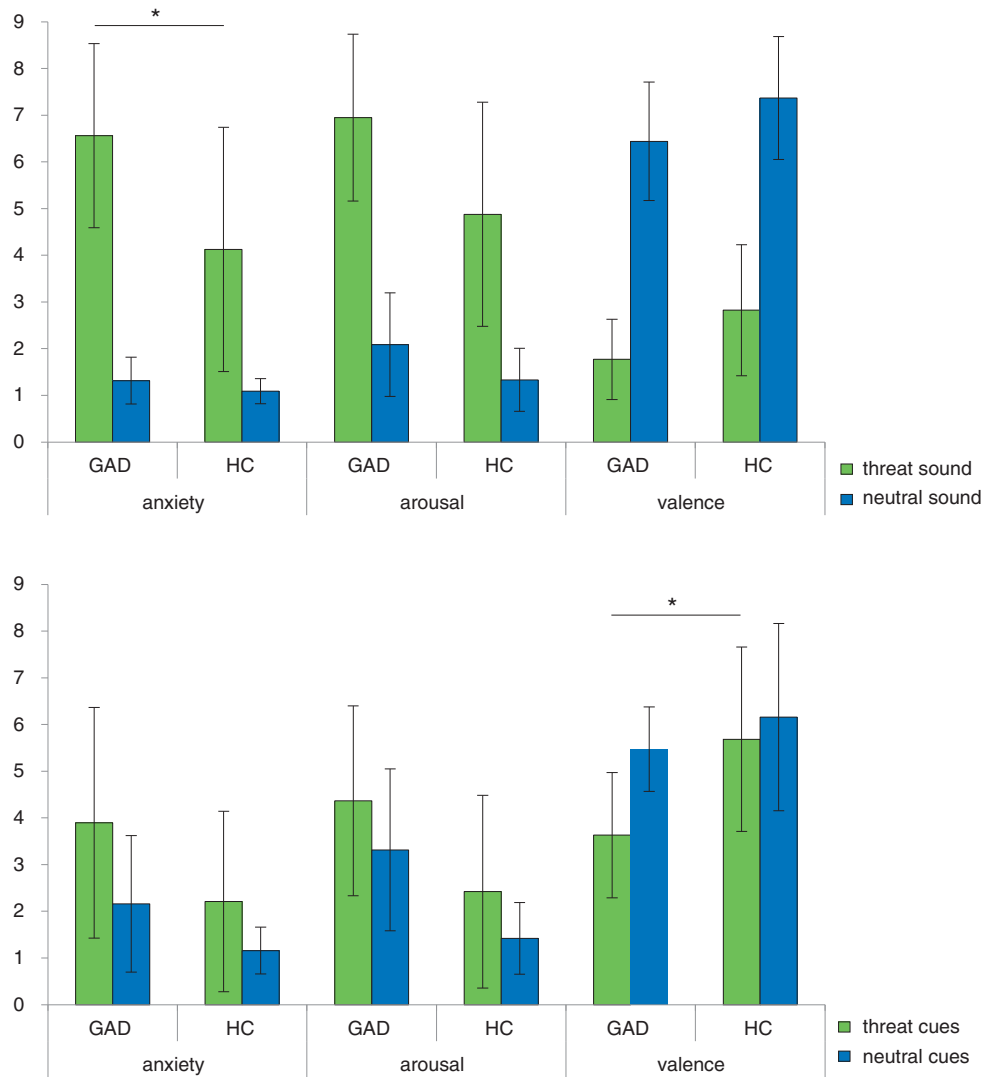 9
*
8
7
6
5
4
3
2
1
0
GAD HC GAD HC GAD HC
anxiety arousal valence
threat sound
neutral sound
9
*
8
7
6
5
4
3
2
1
0
GAD HC GAD HC GAD HC
anxiety arousal valence
threat cues
neutral cues